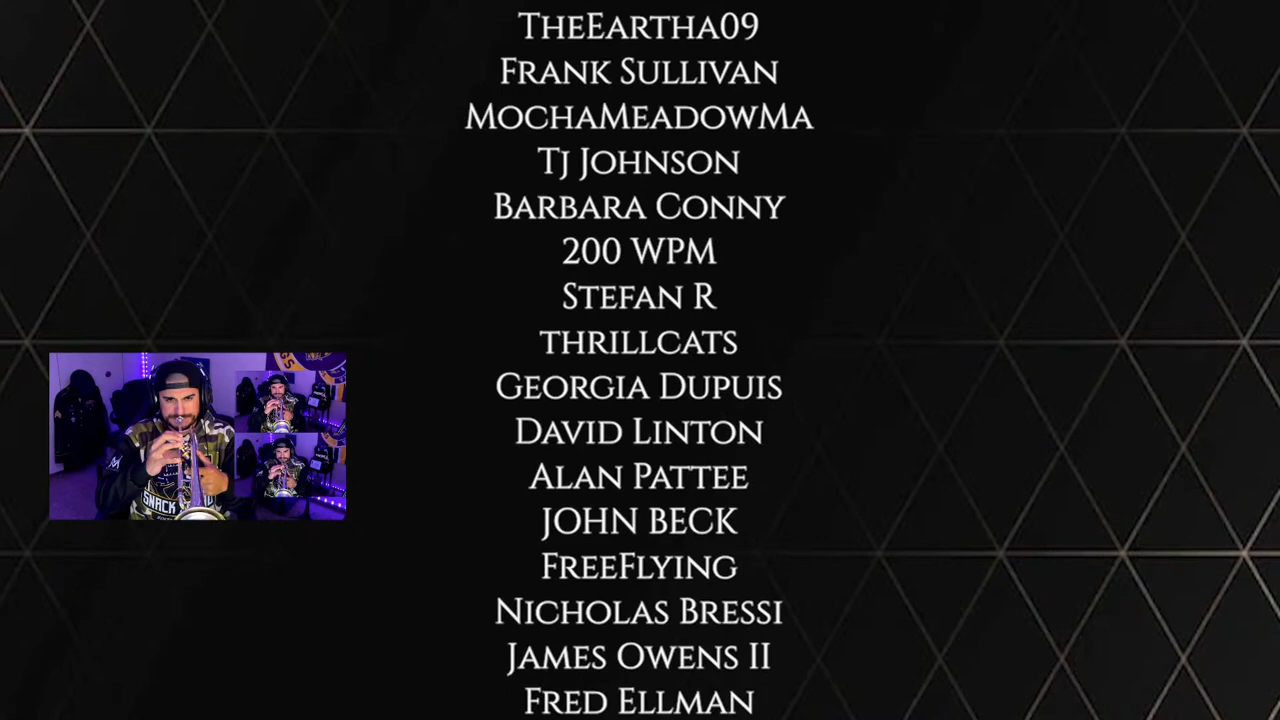 TheEartha09
Frank Sullivan
MochaMeadowMa
Tj Johnson
Barbara Conny
200 WPM
Stefan R
thrillcats
Georgia Dupuis
David Linton
Alan Pattee
JOHN BECK
FreeFlying
Nicholas Bressi
James Owens II
Fred Ellman
SNACK